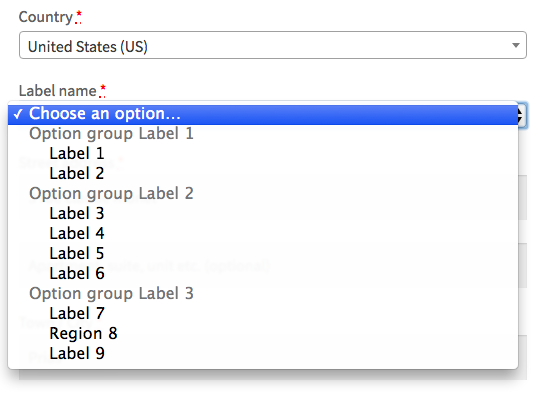 Country *
United States (US)
Label name *
✓ Choose an option...
Option group Label 1
Label 1
Label 2
Option group Label 2
Label 3
Label 4
Label 5
Label 6
Option group Label 3
Label 7
Region 8
Label 9